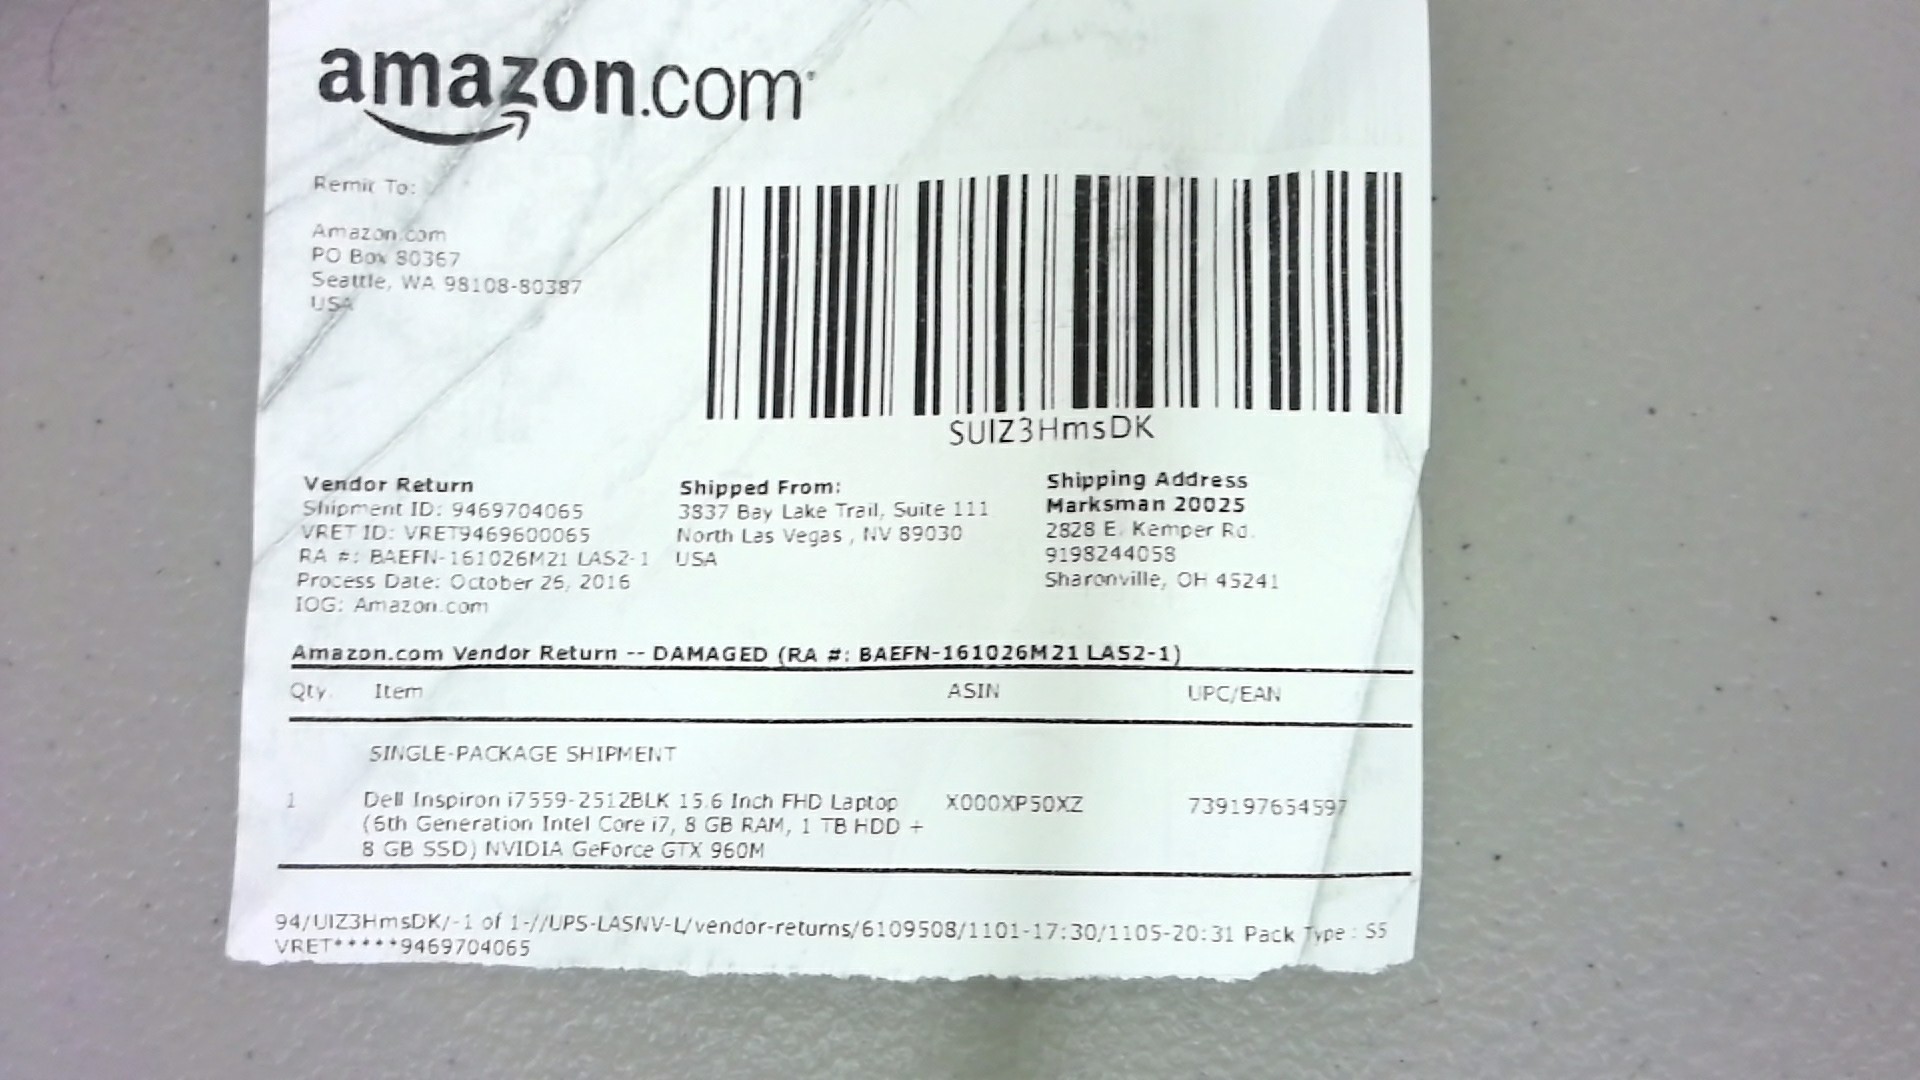 amazon.com
Remit To:
Amazon.com
PO Box 80367
Seattle, WA 98108-80387
USA
SUIZ3HmsDK
Vendor Return
Shipment ID: 9469704065
VRET ID: VRET9469600065
RA #: BAEFN-161026M21 LAS2-1
Process Date: October 26, 2016
IOG: Amazon.com
Shipped From:
3837 Bay Lake Trail, Suite 111
North Las Vegas , NV 89030
USA
Shipping Address
Marksman 20025
2828 E. Kemper Rd.
9198244058
Sharonville, OH 45241
Amazon.com Vendor Return -- DAMAGED (RA #: BAEFN-161026M21 LAS2-1)
Qty. Item ASIN UPC/EAN
SINGLE-PACKAGE SHIPMENT
1 Dell Inspiron i7559-2512BLK 15.6 Inch FHD Laptop X000XP50XZ 739197654597
(6th Generation Intel Core i7, 8 GB RAM, 1 TB HDD +
8 GB SSD) NVIDIA GeForce GTX 960M
94/UIZ3HmsDK/-1 of 1-//UPS-LASNV-L/vendor-returns/6109508/1101-17:30/1105-20:31 Pack Type : S5
VRET*****9469704065